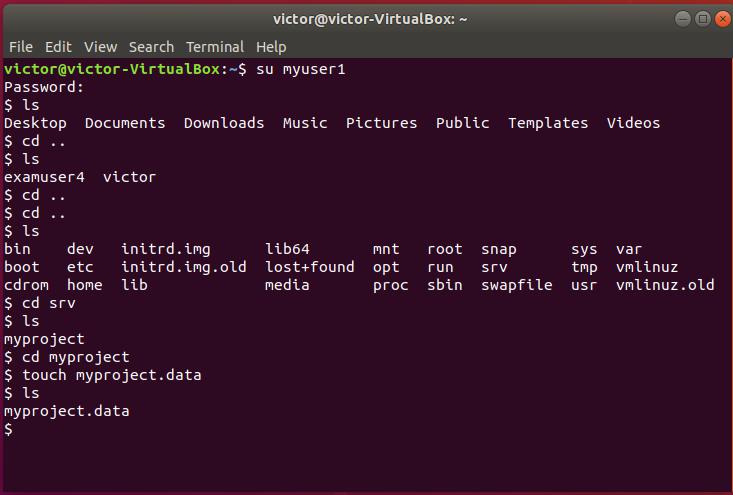 victor@victor-VirtualBox: ~
File Edit View Search Terminal Help
victor@victor-VirtualBox:~$ su myuser1
Password:
$ ls
Desktop  Documents  Downloads  Music  Pictures  Public  Templates  Videos
$ cd ..
$ ls
examuser4  victor
$ cd ..
$ cd ..
$ ls
bin    dev   initrd.img      lib64       mnt   root  snap      sys  var
boot   etc   initrd.img.old  lost+found  opt   run   srv       tmp  vmlinuz
cdrom  home  lib             media       proc  sbin  swapfile  usr  vmlinuz.old
$ cd srv
$ ls
myproject
$ cd myproject
$ touch myproject.data
$ ls
myproject.data
$